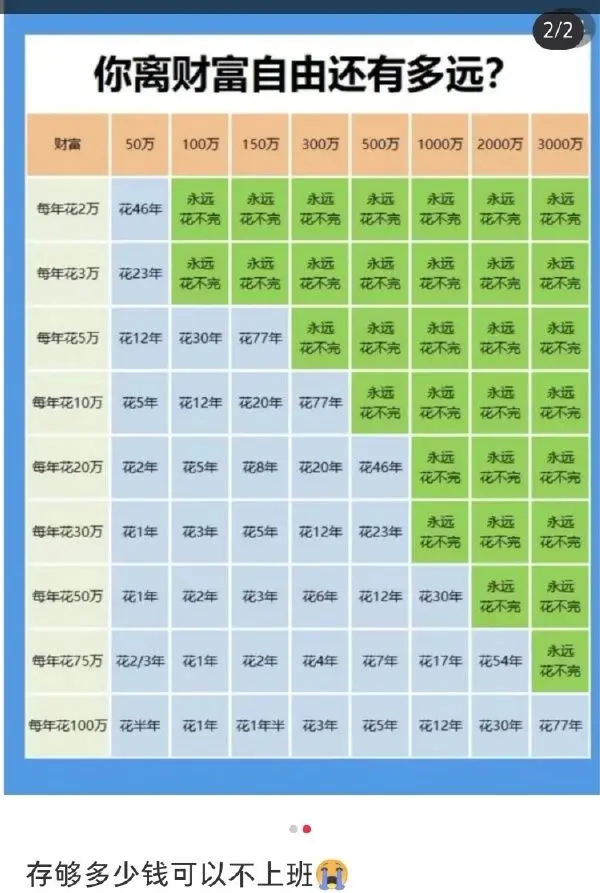 2/2
你离财富自由还有多远?
财富 50万 100万 150万 300万 500万 1000万 2000万 3000万
每年花2万 花46年 永远花不完 永远花不完 永远花不完 永远花不完 永远花不完 永远花不完 永远花不完
每年花3万 花23年 永远花不完 永远花不完 永远花不完 永远花不完 永远花不完 永远花不完 永远花不完
每年花5万 花12年 花30年 花77年 永远花不完 永远花不完 永远花不完 永远花不完 永远花不完
每年花10万 花5年 花12年 花20年 花77年 永远花不完 永远花不完 永远花不完 永远花不完
每年花20万 花2年 花5年 花8年 花20年 花46年 永远花不完 永远花不完 永远花不完
每年花30万 花1年 花3年 花5年 花12年 花23年 永远花不完 永远花不完 永远花不完
每年花50万 花1年 花2年 花3年 花6年 花12年 花30年 永远花不完 永远花不完
每年花75万 花2/3年 花1年 花2年 花4年 花7年 花17年 花54年 永远花不完
每年花100万 花半年 花1年 花1年半 花3年 花5年 花12年 花30年 花77年
存够多少钱可以不上班😭